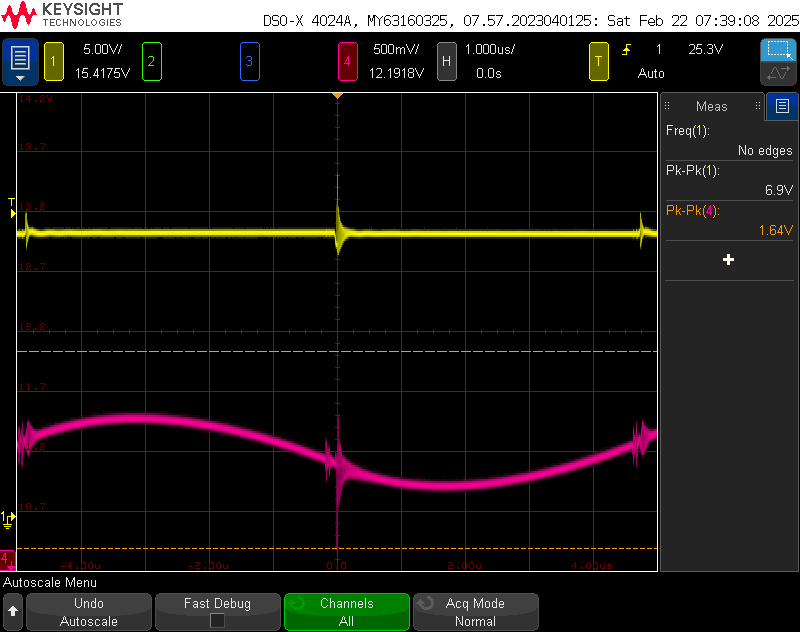 KEYSIGHT
TECHNOLOGIES
DSO-X 4024A, MY63160325, 07.57.2023040125: Sat Feb 22 07:39:08 2025
1 5.00V/ 15.4175V
2
3
4 500mV/ 12.1918V
H 1.000us/ 0.0s
T 1 25.3V Auto
14.2V
13.7
13.2
12.7
12.2
11.7
10.7
T
1
4
-4.00u -2.00u 0.0 2.00u 4.00u
Meas
Freq(1):
No edges
Pk-Pk(1):
6.9V
Pk-Pk(4):
1.64V
+
Autoscale Menu
Undo
Autoscale
Fast Debug
Channels
All
Acq Mode
Normal